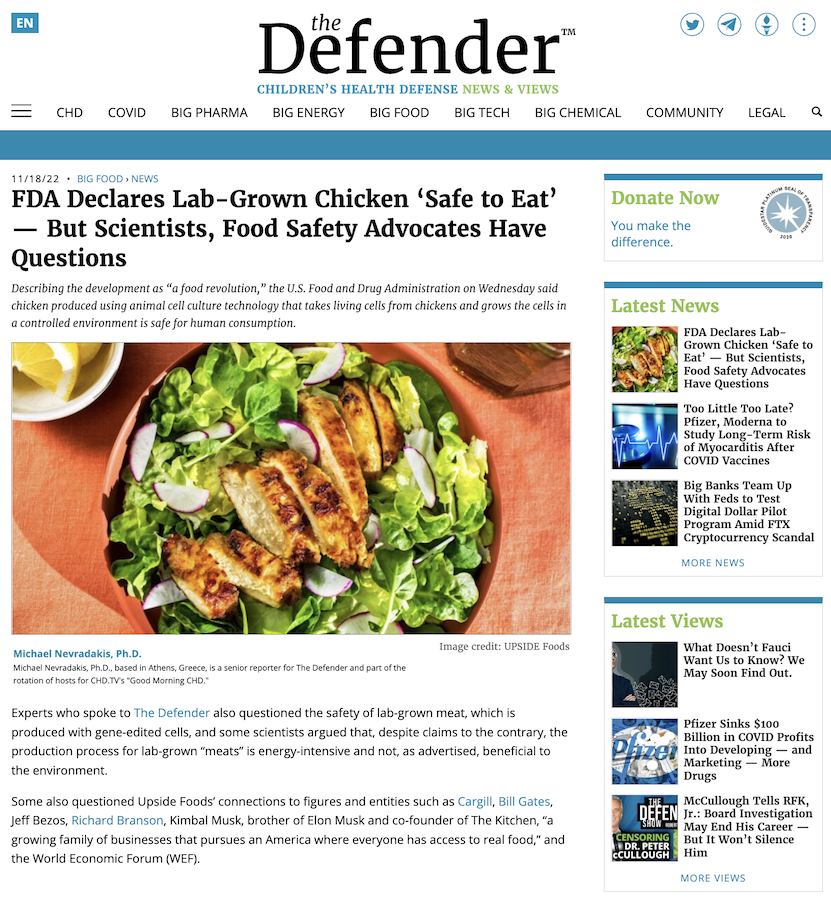 EN
the
Defender™
CHILDREN'S HEALTH DEFENSE NEWS & VIEWS
CHD COVID BIG PHARMA BIG ENERGY BIG FOOD BIG TECH BIG CHEMICAL COMMUNITY LEGAL
11/18/22 • BIG FOOD › NEWS
FDA Declares Lab-Grown Chicken ‘Safe to Eat’
— But Scientists, Food Safety Advocates Have
Questions
Describing the development as “a food revolution,” the U.S. Food and Drug Administration on Wednesday said
chicken produced using animal cell culture technology that takes living cells from chickens and grows the cells in
a controlled environment is safe for human consumption.
Image credit: UPSIDE Foods
Michael Nevradakis, Ph.D.
Michael Nevradakis, Ph.D., based in Athens, Greece, is a senior reporter for The Defender and part of the
rotation of hosts for CHD.TV's "Good Morning CHD."
Experts who spoke to The Defender also questioned the safety of lab-grown meat, which is
produced with gene-edited cells, and some scientists argued that, despite claims to the contrary, the
production process for lab-grown “meats” is energy-intensive and not, as advertised, beneficial to
the environment.
Some also questioned Upside Foods’ connections to figures and entities such as Cargill, Bill Gates,
Jeff Bezos, Richard Branson, Kimbal Musk, brother of Elon Musk and co-founder of The Kitchen, “a
growing family of businesses that pursues an America where everyone has access to real food,” and
the World Economic Forum (WEF).
Donate Now
You make the
difference.
GUIDESTAR PLATINUM SEAL OF TRANSPARENCY
2020
Latest News
FDA Declares Lab-
Grown Chicken ‘Safe to
Eat’ — But Scientists,
Food Safety Advocates
Have Questions
Too Little Too Late?
Pfizer, Moderna to
Study Long-Term Risk
of Myocarditis After
COVID Vaccines
Big Banks Team Up
With Feds to Test
Digital Dollar Pilot
Program Amid FTX
Cryptocurrency Scandal
MORE NEWS
Latest Views
What Doesn’t Fauci
Want Us to Know? We
May Soon Find Out.
Pfizer
Pfizer Sinks $100
Billion in COVID Profits
Into Developing — and
Marketing — More
Drugs
THE
DEFEN
SHOW
CENSORING
DR. PETER
McCULLOUGH
McCullough Tells RFK,
Jr.: Board Investigation
May End His Career —
But It Won’t Silence
Him
MORE VIEWS